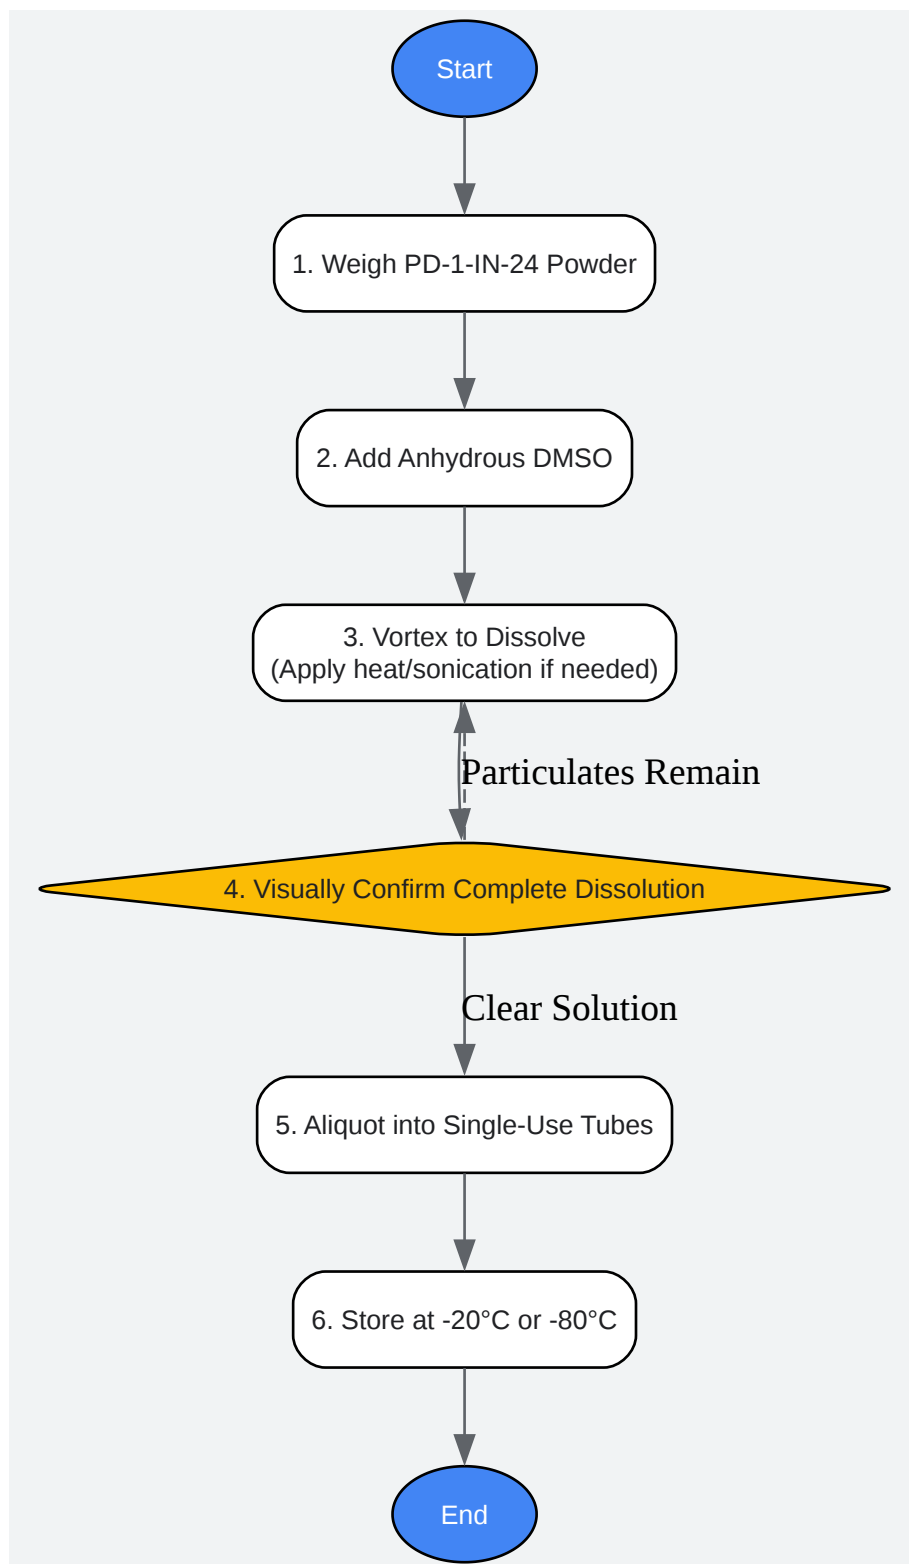 Start
1. Weigh PD-1-IN-24 Powder
2. Add Anhydrous DMSO
3. Vortex to Dissolve
(Apply heat/sonication if needed)
Particulates Remain
4. Visually Confirm Complete Dissolution
Clear Solution
5. Aliquot into Single-Use Tubes
6. Store at -20°C or -80°C
End